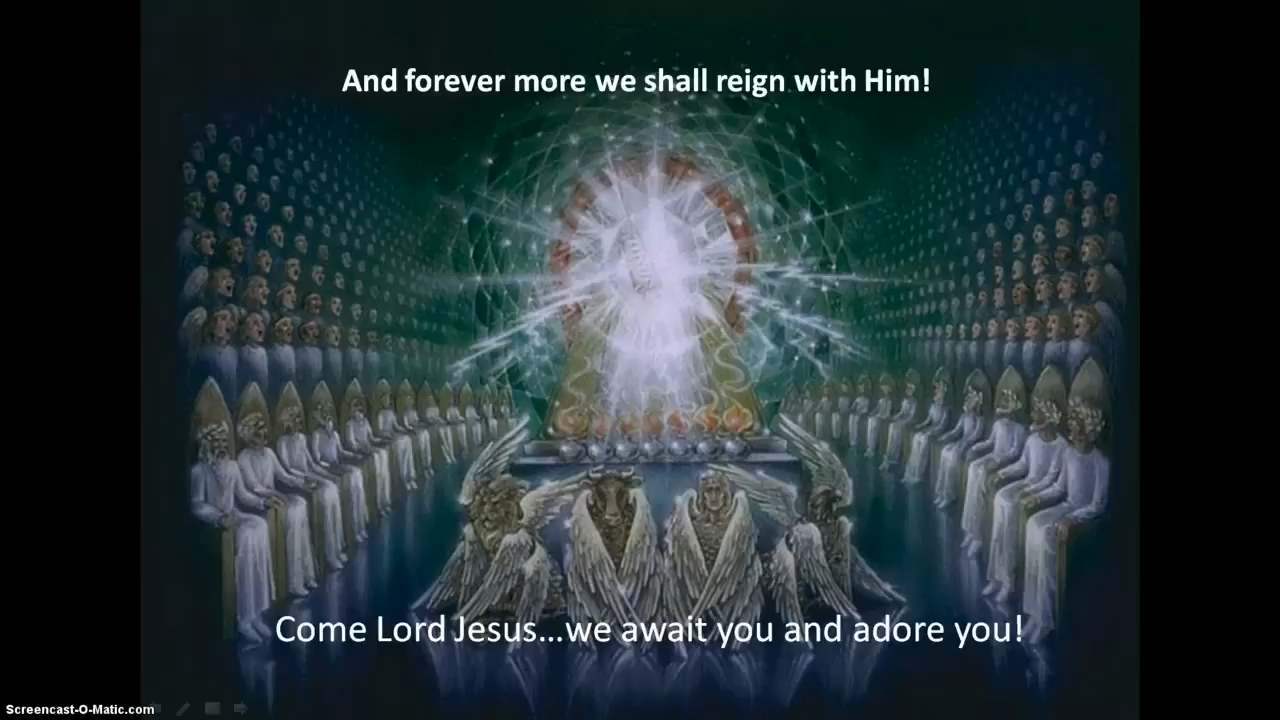 And forever more we shall reign with Him!
Come Lord Jesus...we await you and adore you!
Screencast-O-Matic.com